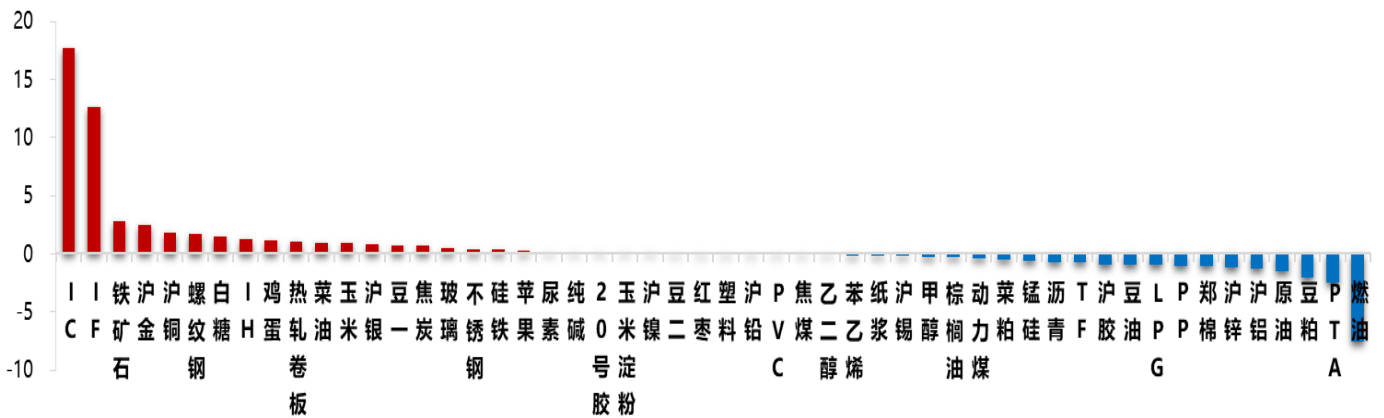 20
15
10
5
0
-5
-10
IC
IF
铁矿石
沪金
沪铜
螺纹钢
白糖
IH
鸡蛋
热轧卷板
菜油
玉米
沪银
豆一
焦炭
玻璃
不锈钢
硅铁
苹果
尿素
纯碱
20号胶
玉米淀粉
沪镍
豆二
红枣
塑料
沪铅
PVC
焦煤
乙二醇
苯乙烯
纸浆
沪锡
甲醇
棕榈油
动力煤
菜粕
锰硅
沥青
TF
沪胶
豆油
LPG
PP
郑棉
沪锌
沪铝
原油
豆粕
PTA
燃油